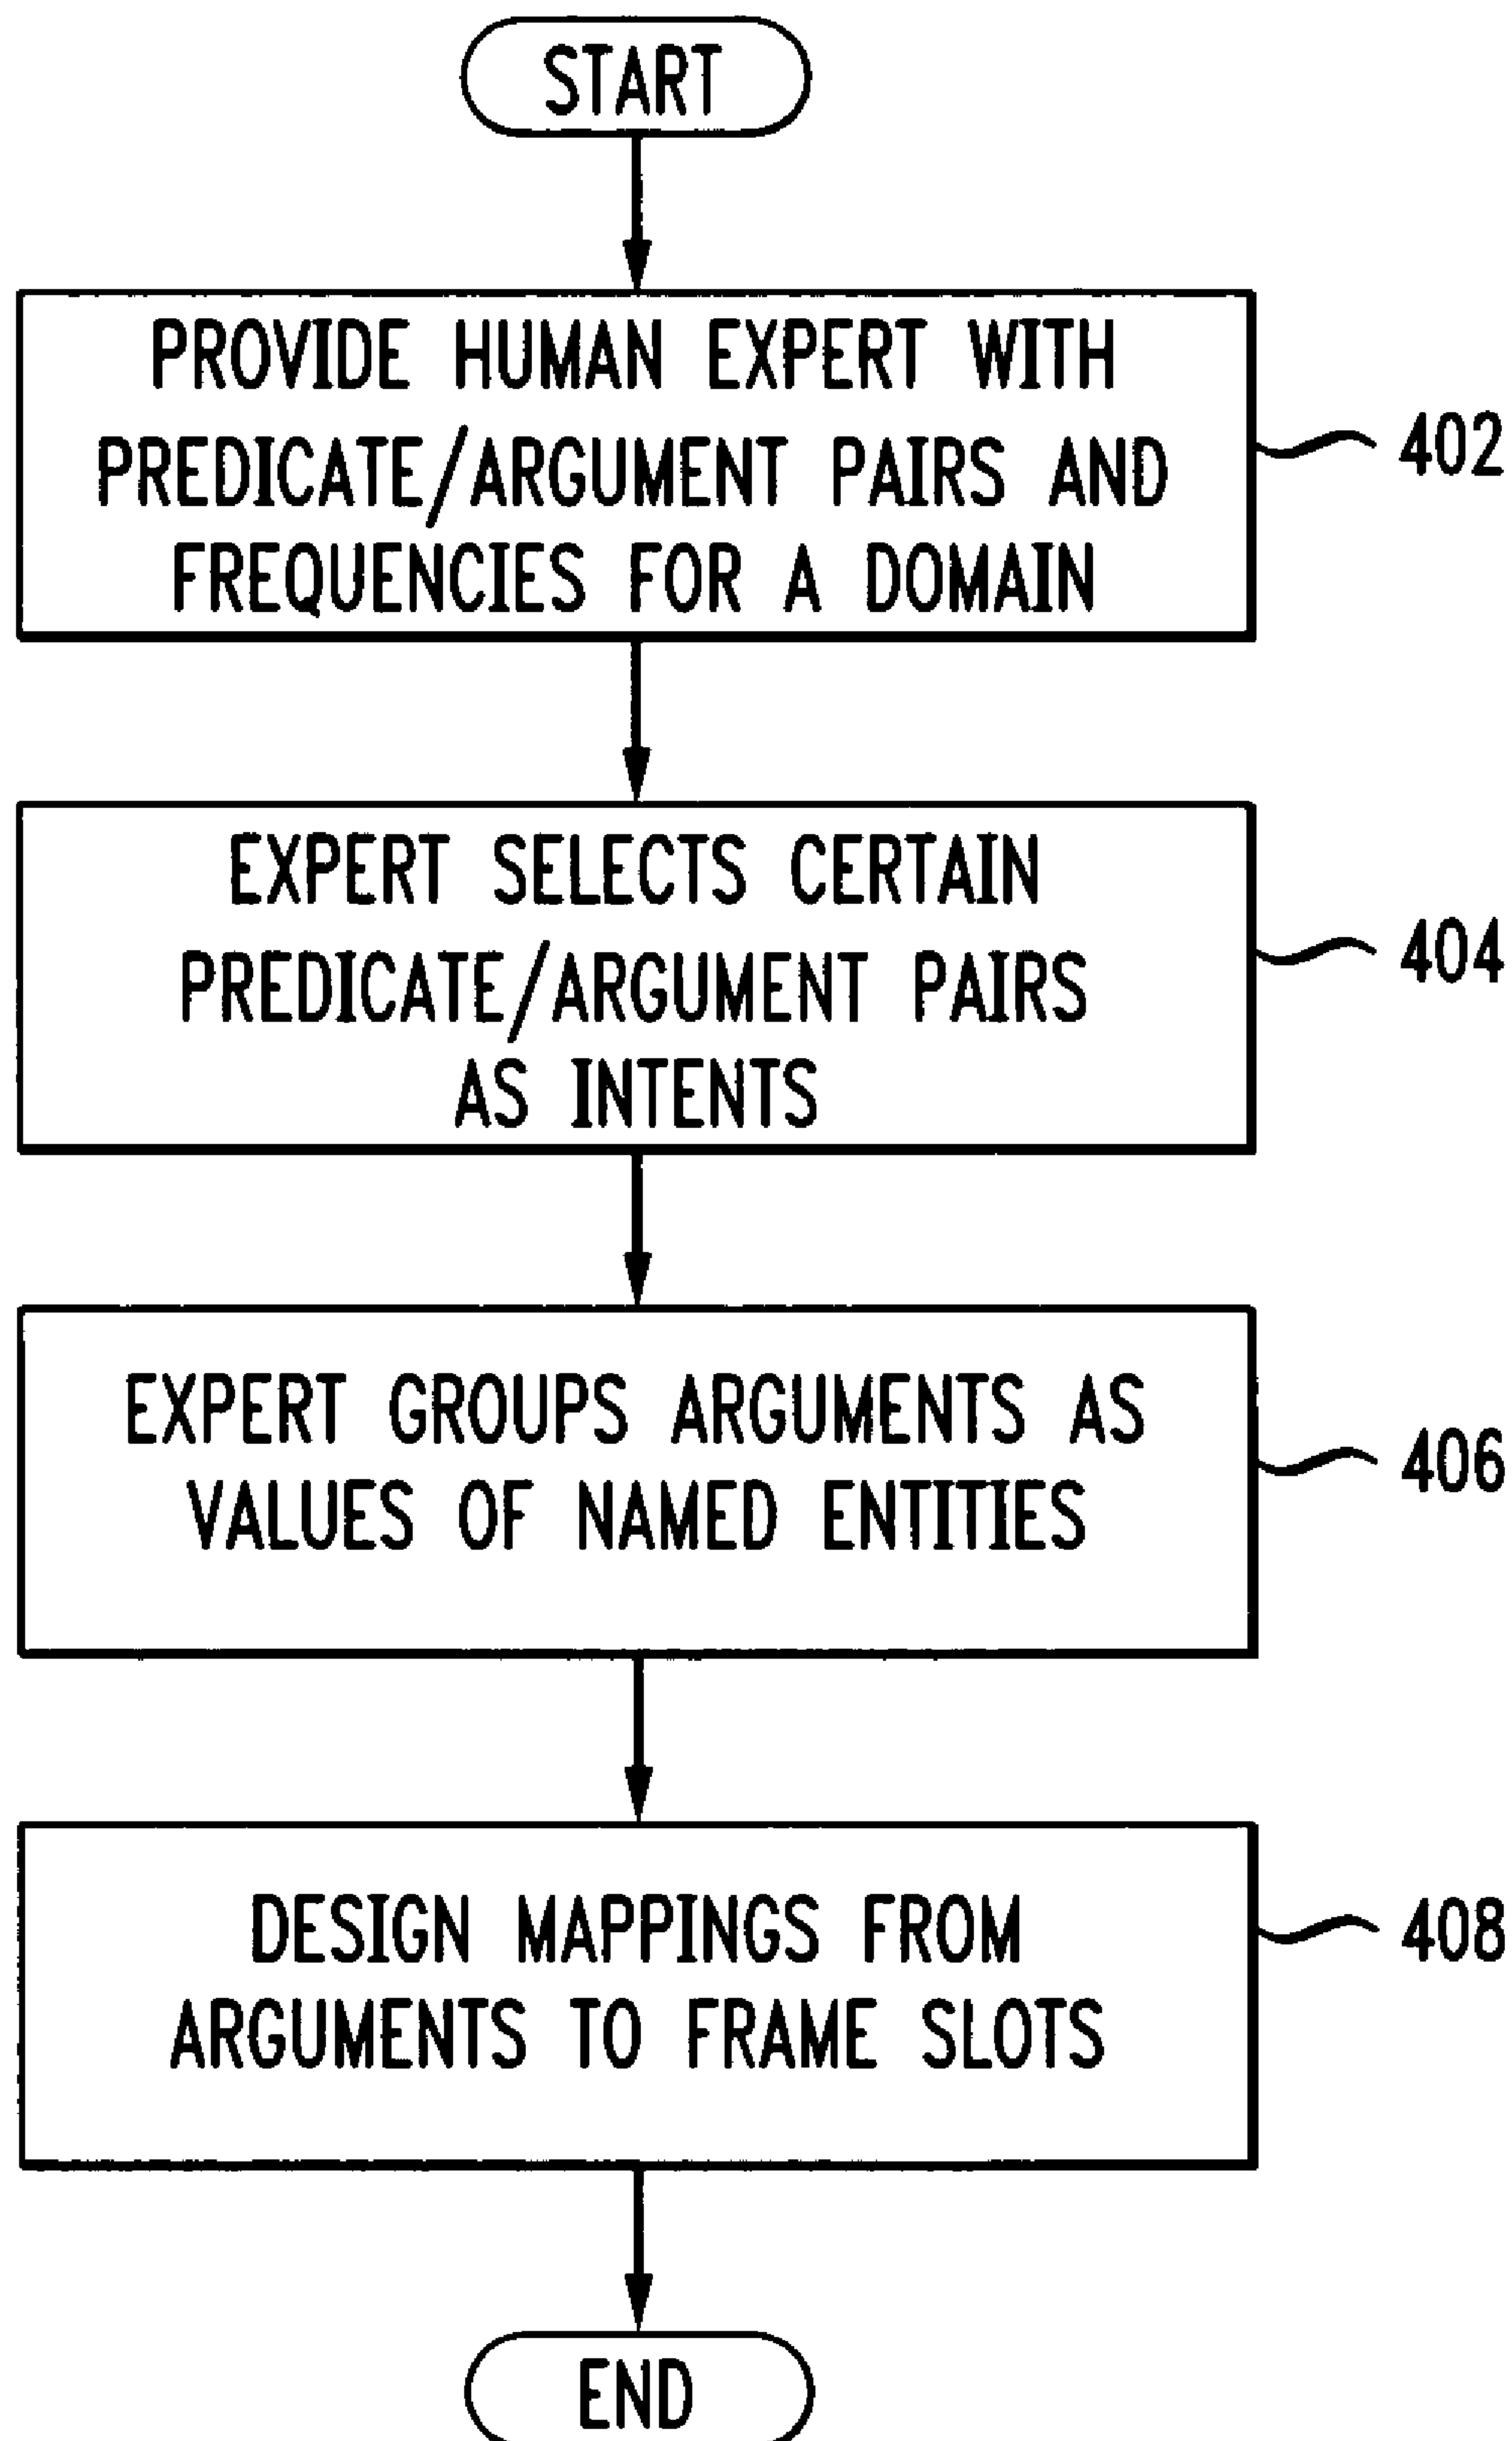 START
PROVIDE HUMAN EXPERT WITH
PREDICATE/ARGUMENT PAIRS AND
FREQUENCIES FOR A DOMAIN
402
EXPERT SELECTS CERTAIN
PREDICATE/ARGUMENT PAIRS
AS INTENTS
404
EXPERT GROUPS ARGUMENTS AS
VALUES OF NAMED ENTITIES
406
DESIGN MAPPINGS FROM
ARGUMENTS TO FRAME SLOTS
408
END